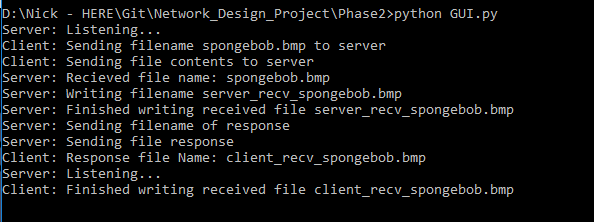 D:\Nick - HERE\Git\Network_Design_Project\Phase2>python GUI.py
Server: Listening...
Client: Sending filename spongebob.bmp to server
Client: Sending file contents to server
Server: Recieved file name: spongebob.bmp
Server: Writing filename server_recv_spongebob.bmp
Server: Finished writing received file server_recv_spongebob.bmp
Server: Sending filename of response
Server: Sending file response
Client: Response file Name: client_recv_spongebob.bmp
Server: Listening...
Client: Finished writing received file client_recv_spongebob.bmp